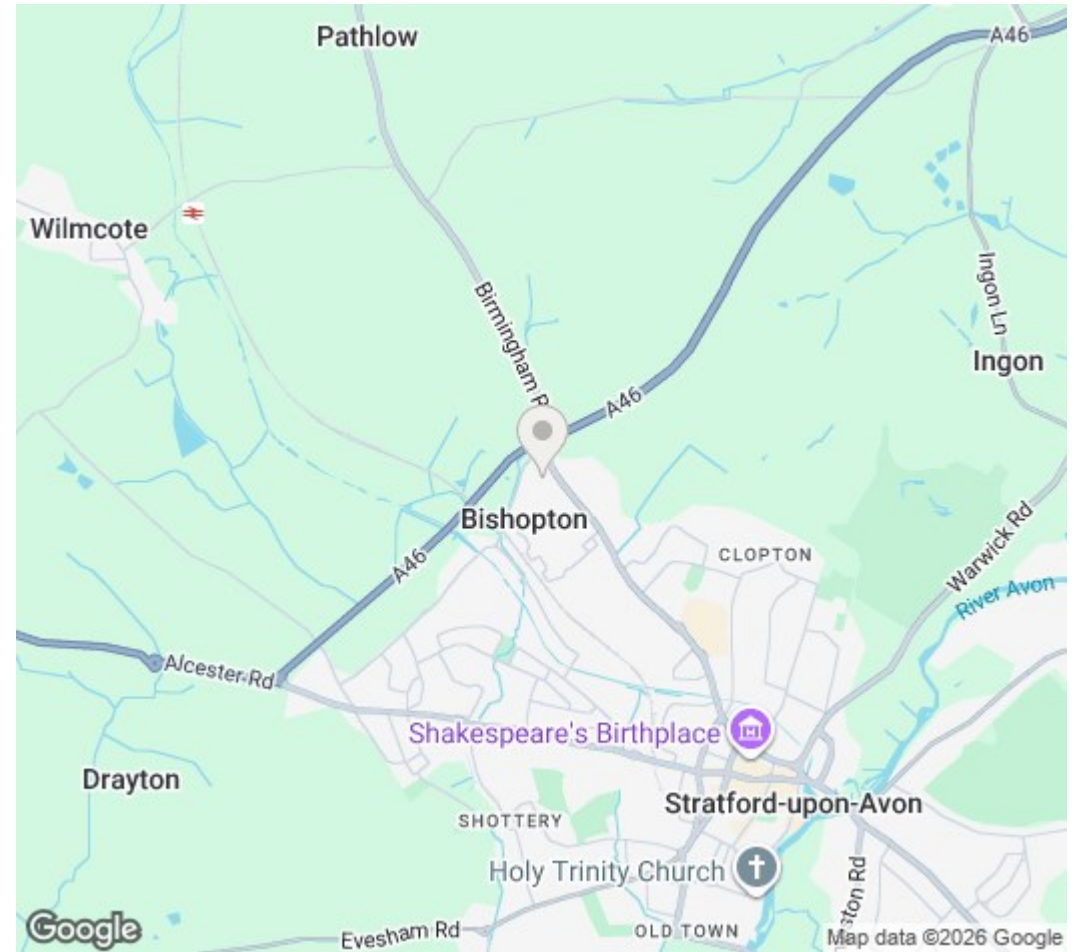 Pathlow
A46
Wilmcote
Birmingham R
Ingon Ln
Ingon
A46
Bishopton
A46
CLOPTON
Warwick Rd
River Avon
Alcester Rd
Shakespeare's Birthplace
Drayton
Stratford-upon-Avon
SHOTTERY
Holy Trinity Church
ston Rd
Evesham Rd
OLD TOWN
Google
Map data ©2026 Google